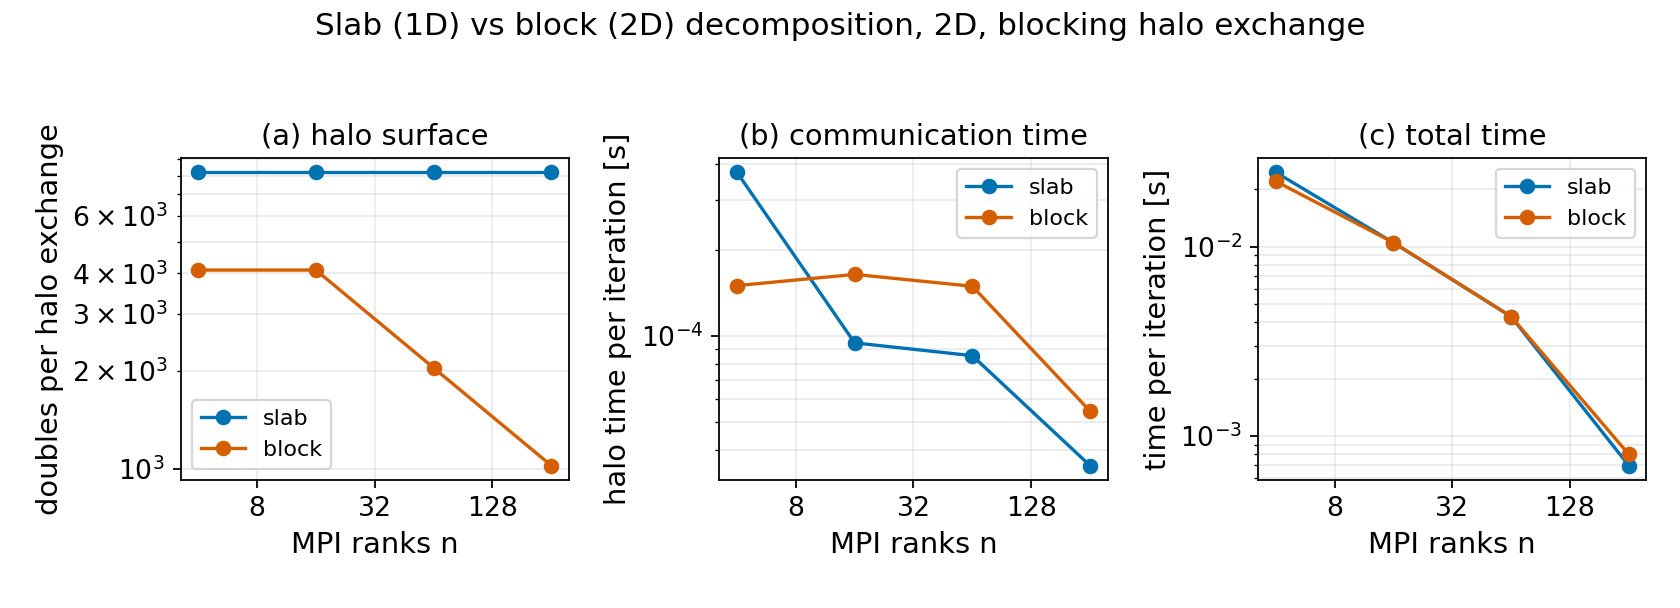 Slab (1D) vs block (2D) decomposition, 2D, blocking halo exchange
(a) halo surface
doubles per halo exchange
6 × 10³
4 × 10³
3 × 10³
2 × 10³
10³
slab
block
8 32 128
MPI ranks n
(b) communication time
halo time per iteration [s]
10⁻⁴
slab
block
8 32 128
MPI ranks n
(c) total time
time per iteration [s]
10⁻²
10⁻³
slab
block
8 32 128
MPI ranks n